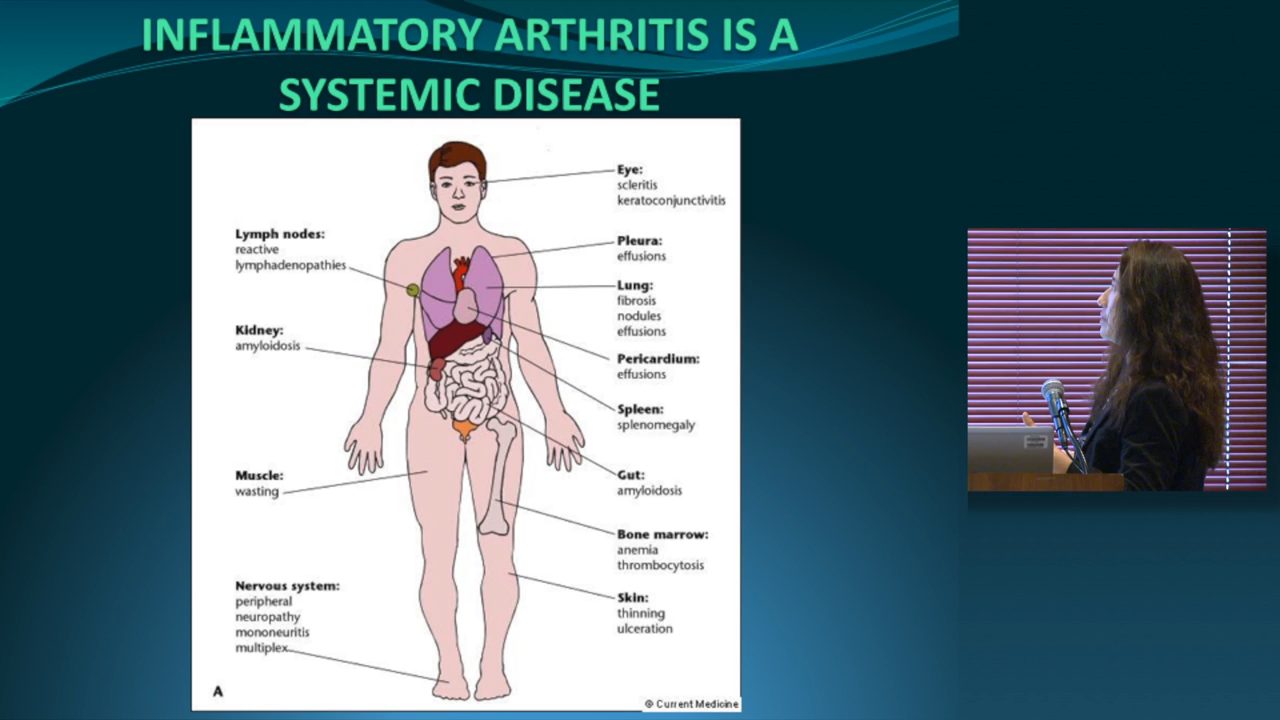 INFLAMMATORY ARTHRITIS IS A
SYSTEMIC DISEASE
Lymph nodes:
reactive
lymphadenopathies
Kidney:
amyloidosis
Muscle:
wasting
Nervous system:
peripheral
neuropathy
mononeuritis
multiplex
Eye:
scleritis
keratoconjunctivitis
Pleura:
effusions
Lung:
fibrosis
nodules
effusions
Pericardium:
effusions
Spleen:
splenomegaly
Gut:
amyloidosis
Bone marrow:
anemia
thrombocytosis
Skin:
thinning
ulceration
A
© Current Medicine